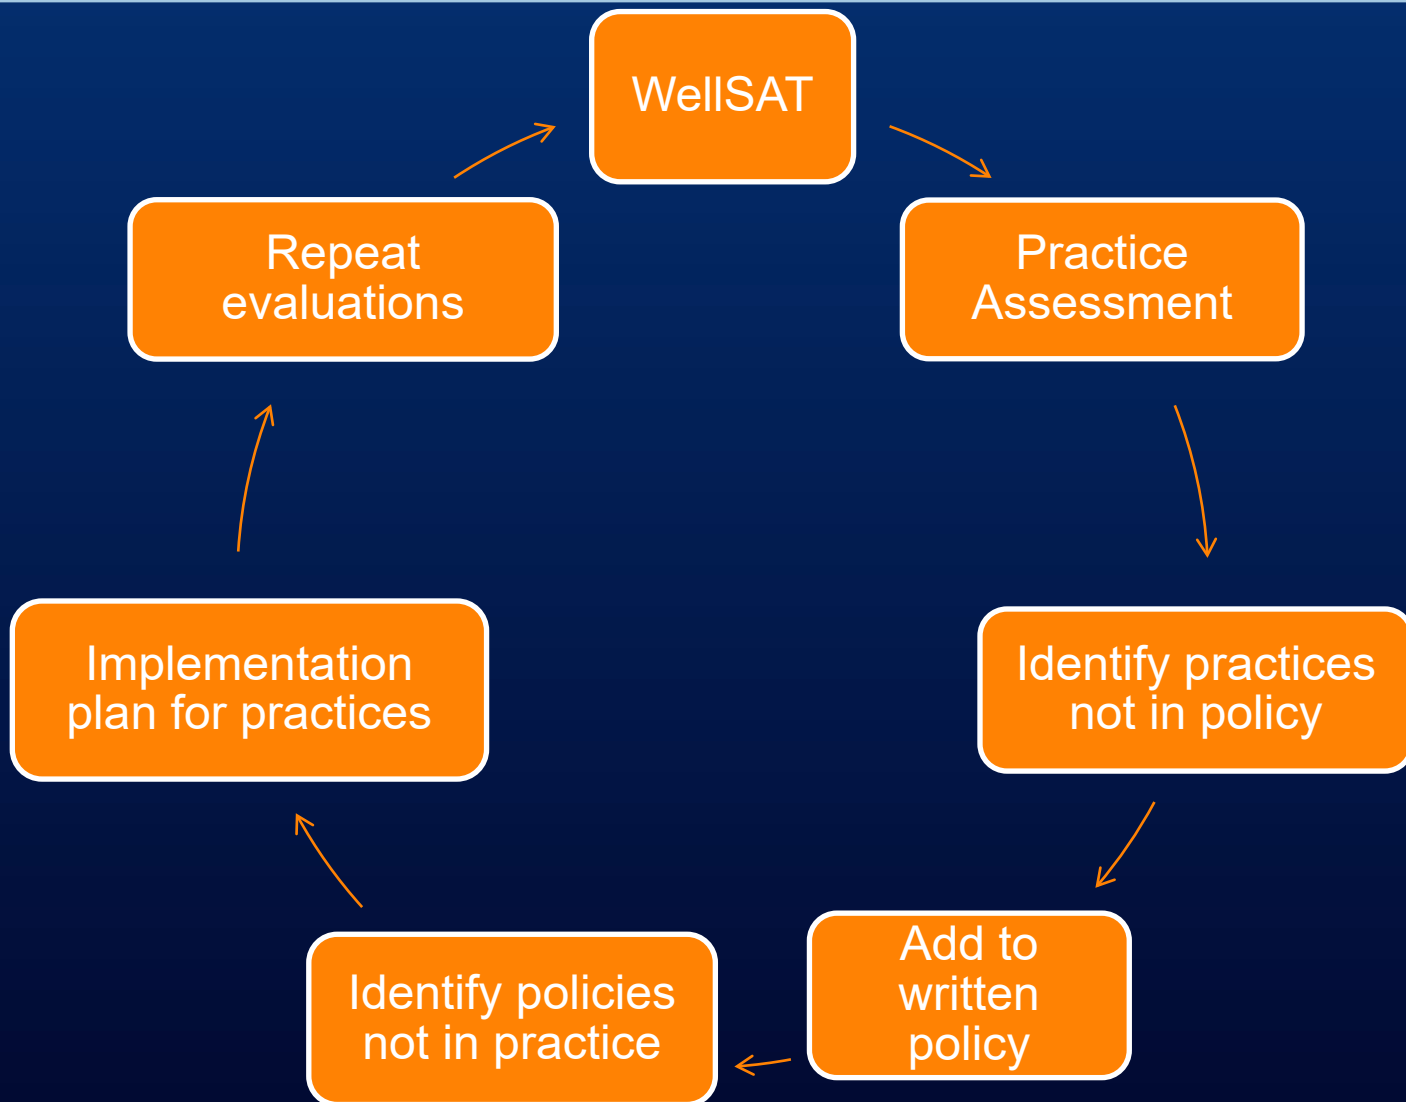 WellSAT
Practice
Assessment
Identify practices
not in policy
Add to
written
policy
Identify policies
not in practice
Implementation
plan for practices
Repeat
evaluations